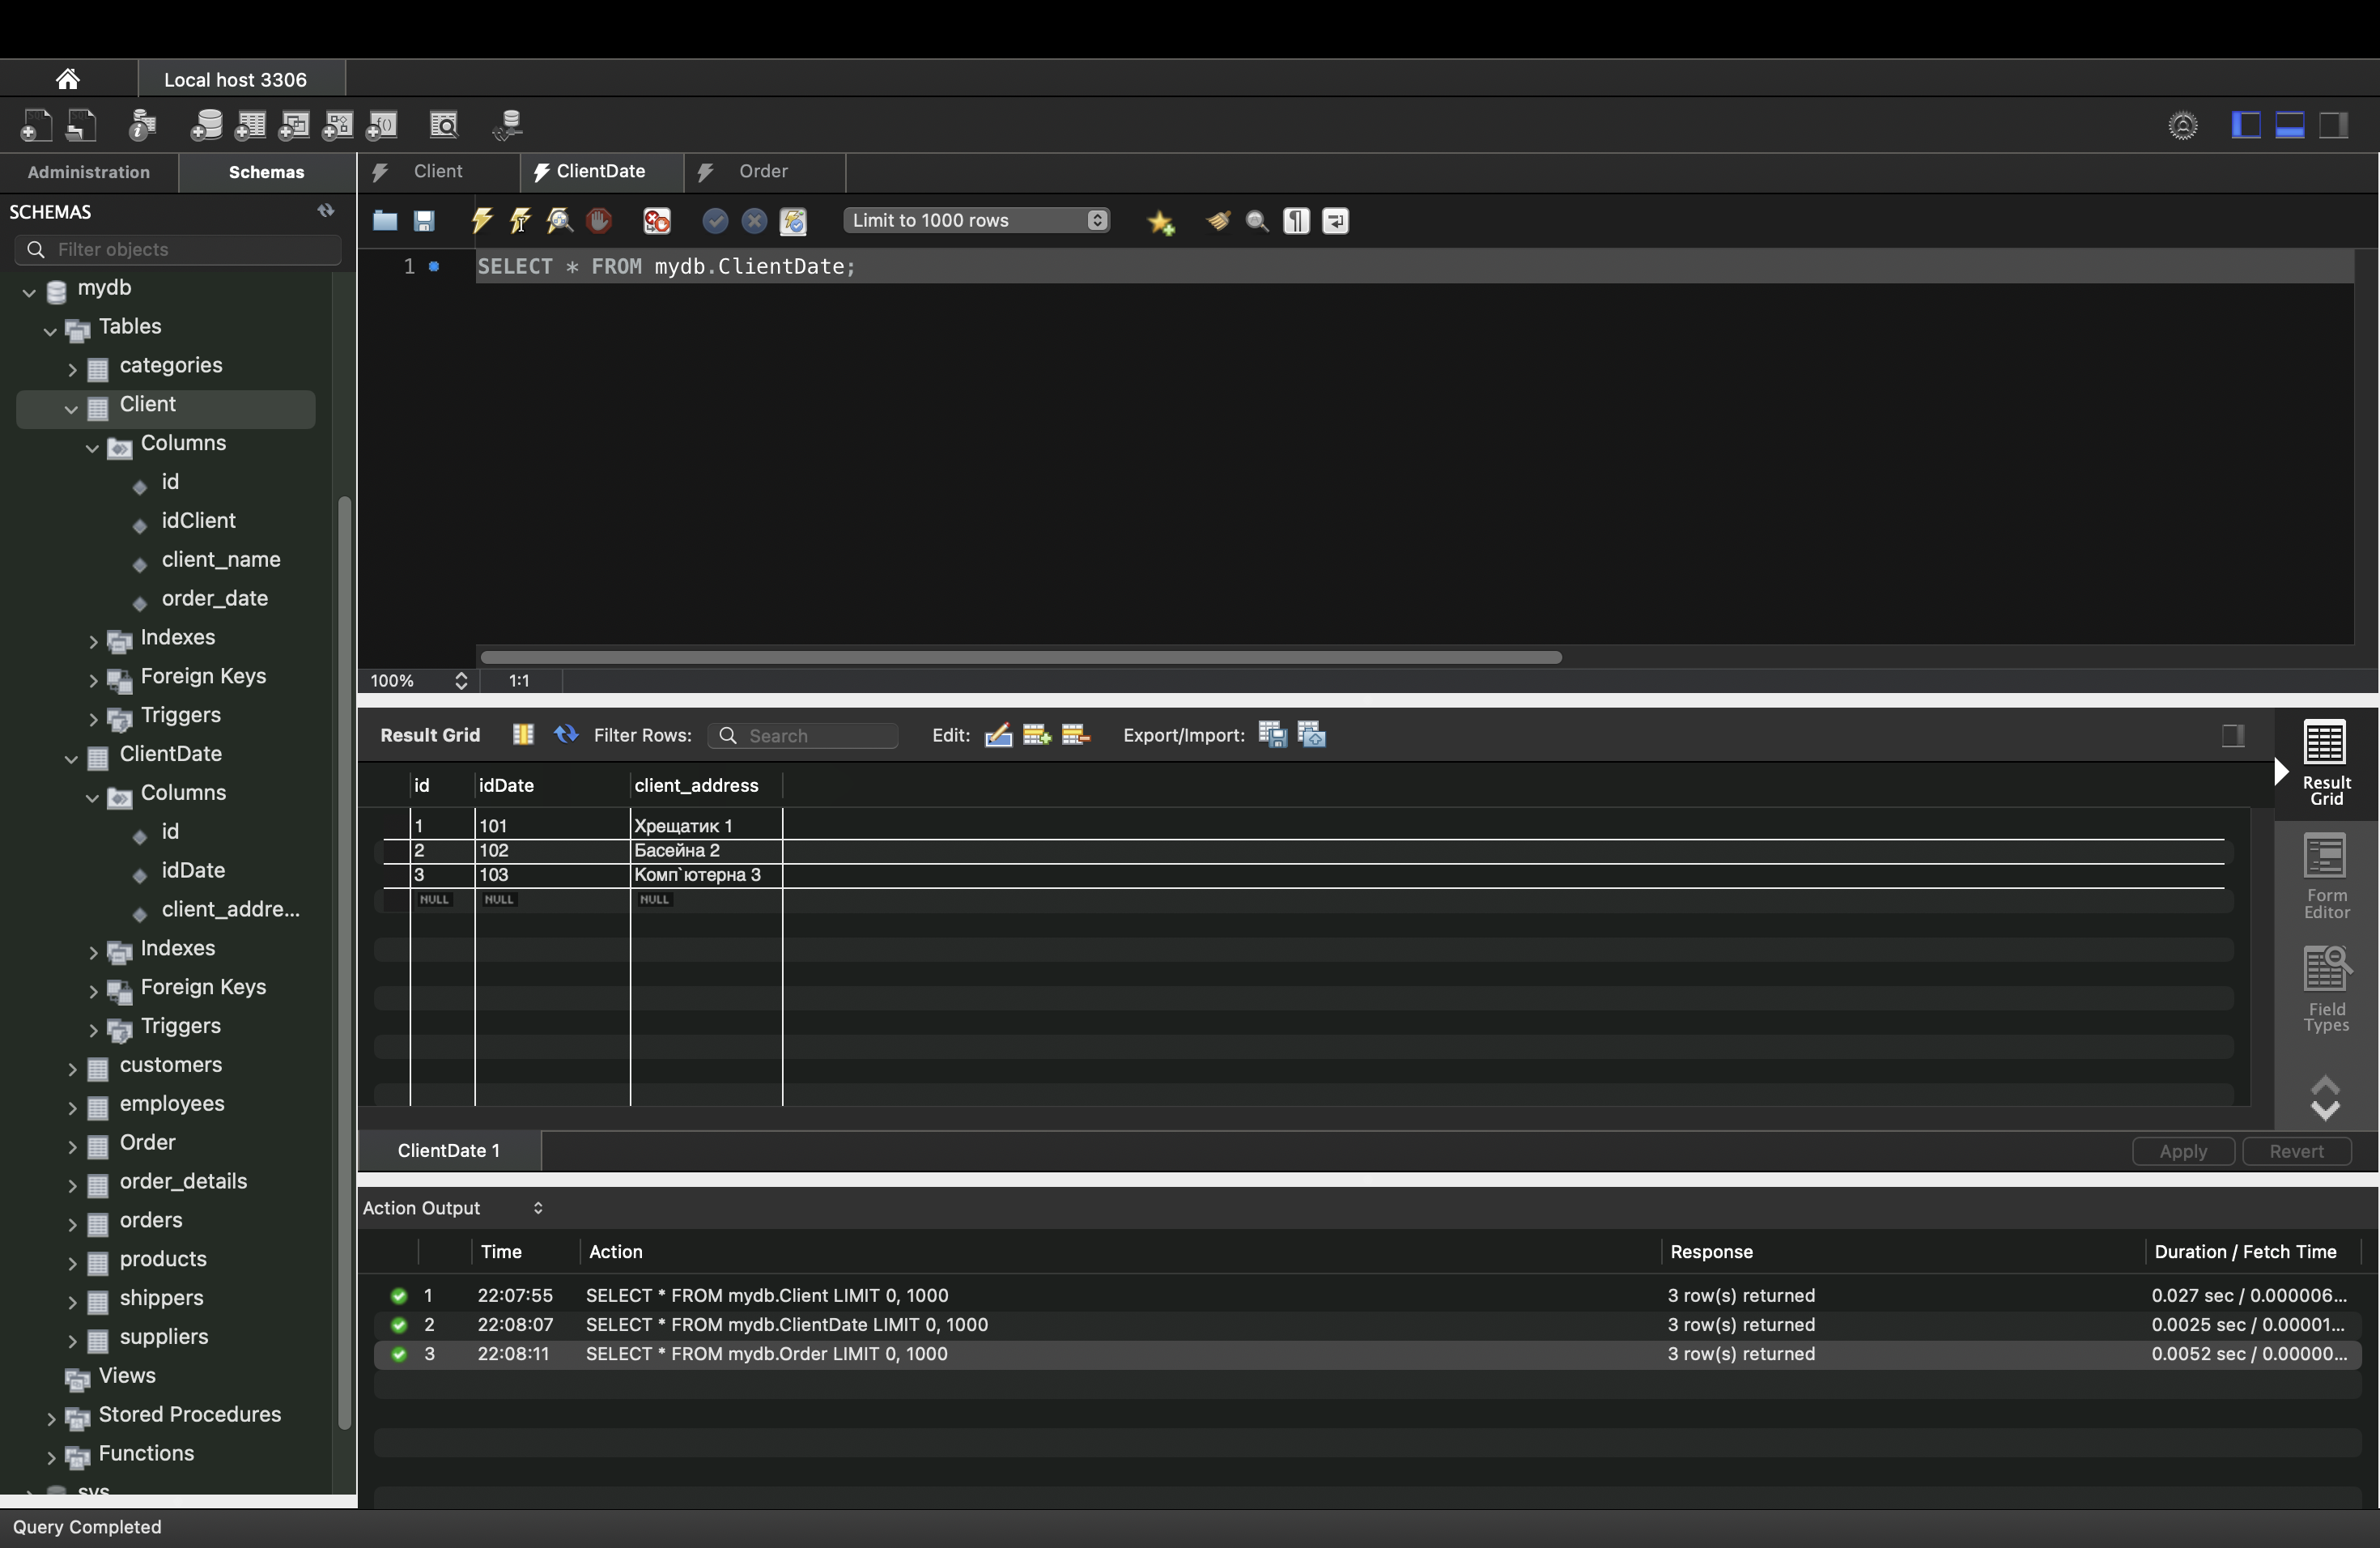 Local host 3306
Administration Schemas
Client ClientDate Order
SCHEMAS
Filter objects
Limit to 1000 rows
mydb
Tables
categories
Client
Columns
id
idClient
client_name
order_date
Indexes
Foreign Keys
Triggers
ClientDate
Columns
id
idDate
client_addre...
Indexes
Foreign Keys
Triggers
customers
employees
Order
order_details
orders
products
shippers
suppliers
Views
Stored Procedures
Functions
sys
1 SELECT * FROM mydb.ClientDate;
100% 1:1
Result Grid Filter Rows: Search Edit: Export/Import:
id idDate client_address
1 101 Хрещатик 1
2 102 Басейна 2
3 103 Комп`ютерна 3
NULL NULL NULL
Result
Grid
Form
Editor
Field
Types
ClientDate 1 Apply Revert
Action Output
Time Action Response Duration / Fetch Time
1 22:07:55 SELECT * FROM mydb.Client LIMIT 0, 1000 3 row(s) returned 0.027 sec / 0.000006...
2 22:08:07 SELECT * FROM mydb.ClientDate LIMIT 0, 1000 3 row(s) returned 0.0025 sec / 0.00001...
3 22:08:11 SELECT * FROM mydb.Order LIMIT 0, 1000 3 row(s) returned 0.0052 sec / 0.00000...
Query Completed